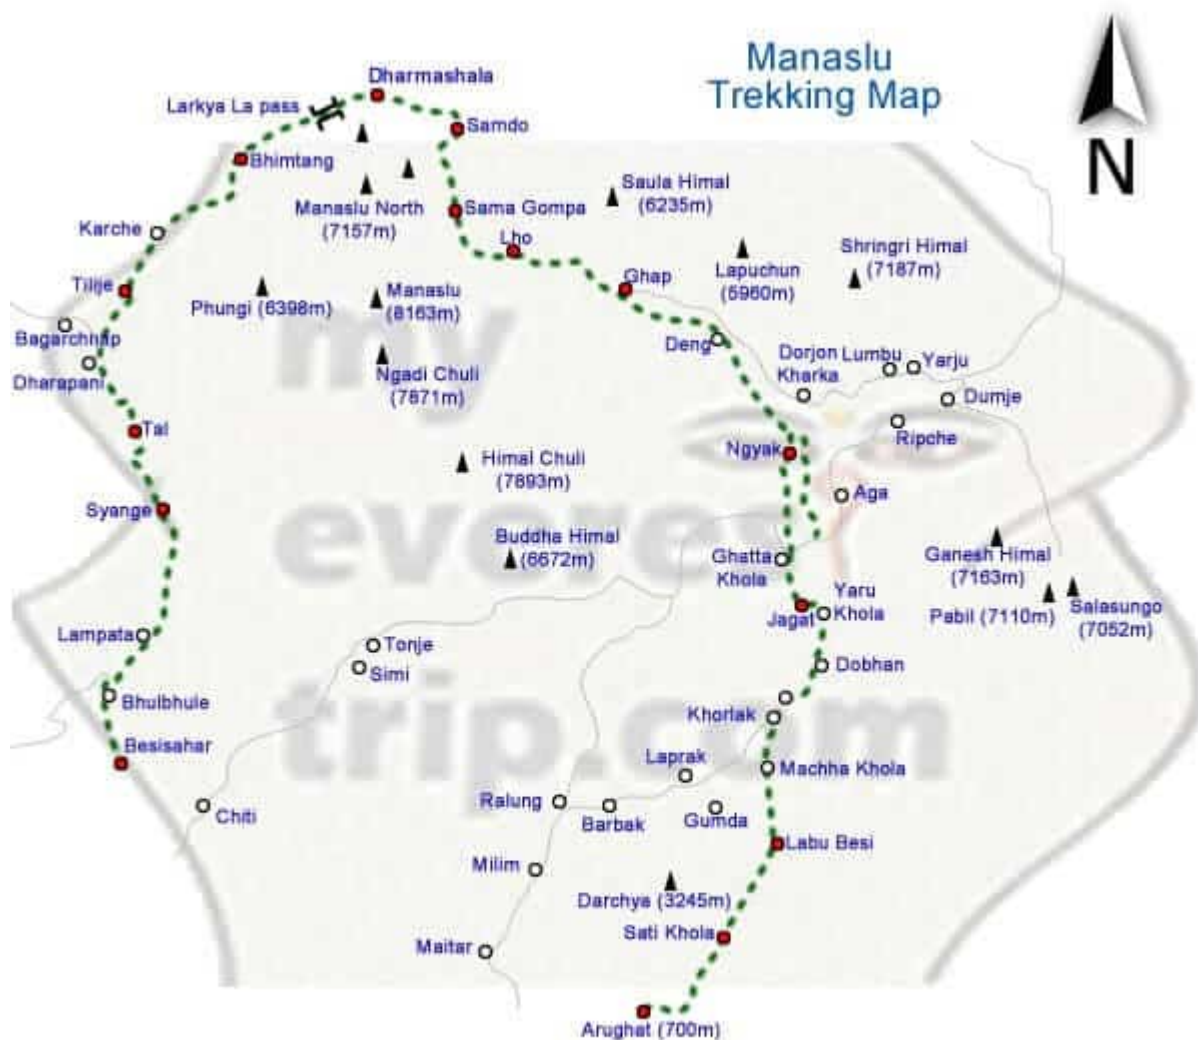 Manaslu
Trekking Map
N
Dharmashala
Larkya La pass
Samdo
Bhimtang
Saula Himal
(6235m)
Manaslu North
(7157m)
Sama Gompa
Karche
Lho
Shringri Himal
(7187m)
Lapuchun
(5960m)
Ghap
Tilije
Phungi (6398m)
Manaslu
(8163m)
my
Bagarchhap
Deng
Dorjon
Kharka
Lumbu
Yarju
Dharapani
Ngadi Chuli
(7871m)
Dumje
Tal
Ripche
Ngyak
Himal Chuli
(7893m)
Aga
Syange
everest
Buddha Himal
(6672m)
Ghatta
Khola
Ganesh Himal
(7163m)
Yaru
Khola
Jagat
Pabil (7110m)
Salasungo
(7052m)
Lampata
Tonje
Simi
Dobhan
Bhulbhule
trip.com
Khorlak
Besisahar
Laprak
Machha Khola
Chiti
Ralung
Barbak
Gumda
Labu Besi
Milim
Darchya (3245m)
Sati Khola
Maitar
Arughat (700m)